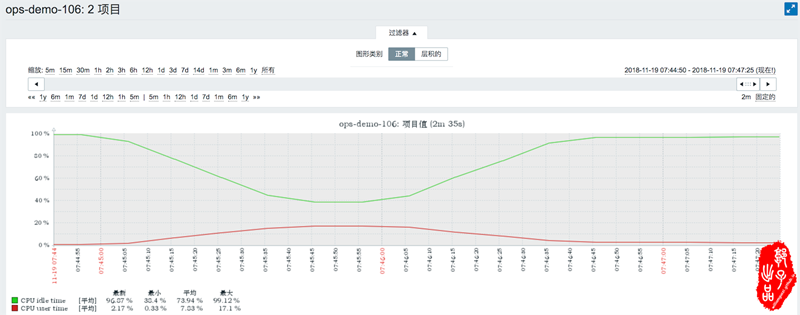 ops-demo-106: 2 项目
过滤器 ▲
图形类别 正常 层积的
缩放: 5m 15m 30m 1h 2h 3h 6h 12h 1d 3d 7d 14d 1m 3m 6m 1y 所有
2018-11-19 07:44:50 - 2018-11-19 07:47:25 (现在!)
«« 1y 6m 1m 7d 1d 12h 1h 5m | 5m 1h 12h 1d 7d 1m 6m 1y »»
2m 固定的
ops-demo-106: 项目值 (2m 35s)
100 %
80 %
60 %
40 %
20 %
0 %
11-19 07:44 07:44:55 07:45:00 07:45:05 07:45:10 07:45:15 07:45:20 07:45:25 07:45:30 07:45:35 07:45:40 07:45:45 07:45:50 07:45:55 07:46:00 07:46:05 07:46:10 07:46:15 07:46:20 07:46:25 07:46:30 07:46:35 07:46:40 07:46:45 07:46:50 07:46:55 07:47:00 07:47:05 07:47:10 07:47:15 07:47:20
最新 最小 平均 最大
CPU idle time [平均] 96.87 % 38.4 % 73.94 % 99.12 %
CPU user time [平均] 2.17 % 0.33 % 7.83 % 17.1 %